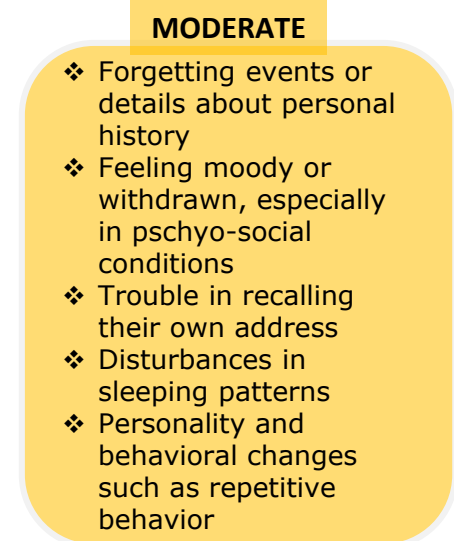 MODERATE
❖ Forgetting events or
details about personal
history
❖ Feeling moody or
withdrawn, especially
in pschyo-social
conditions
❖ Trouble in recalling
their own address
❖ Disturbances in
sleeping patterns
❖ Personality and
behavioral changes
such as repetitive
behavior